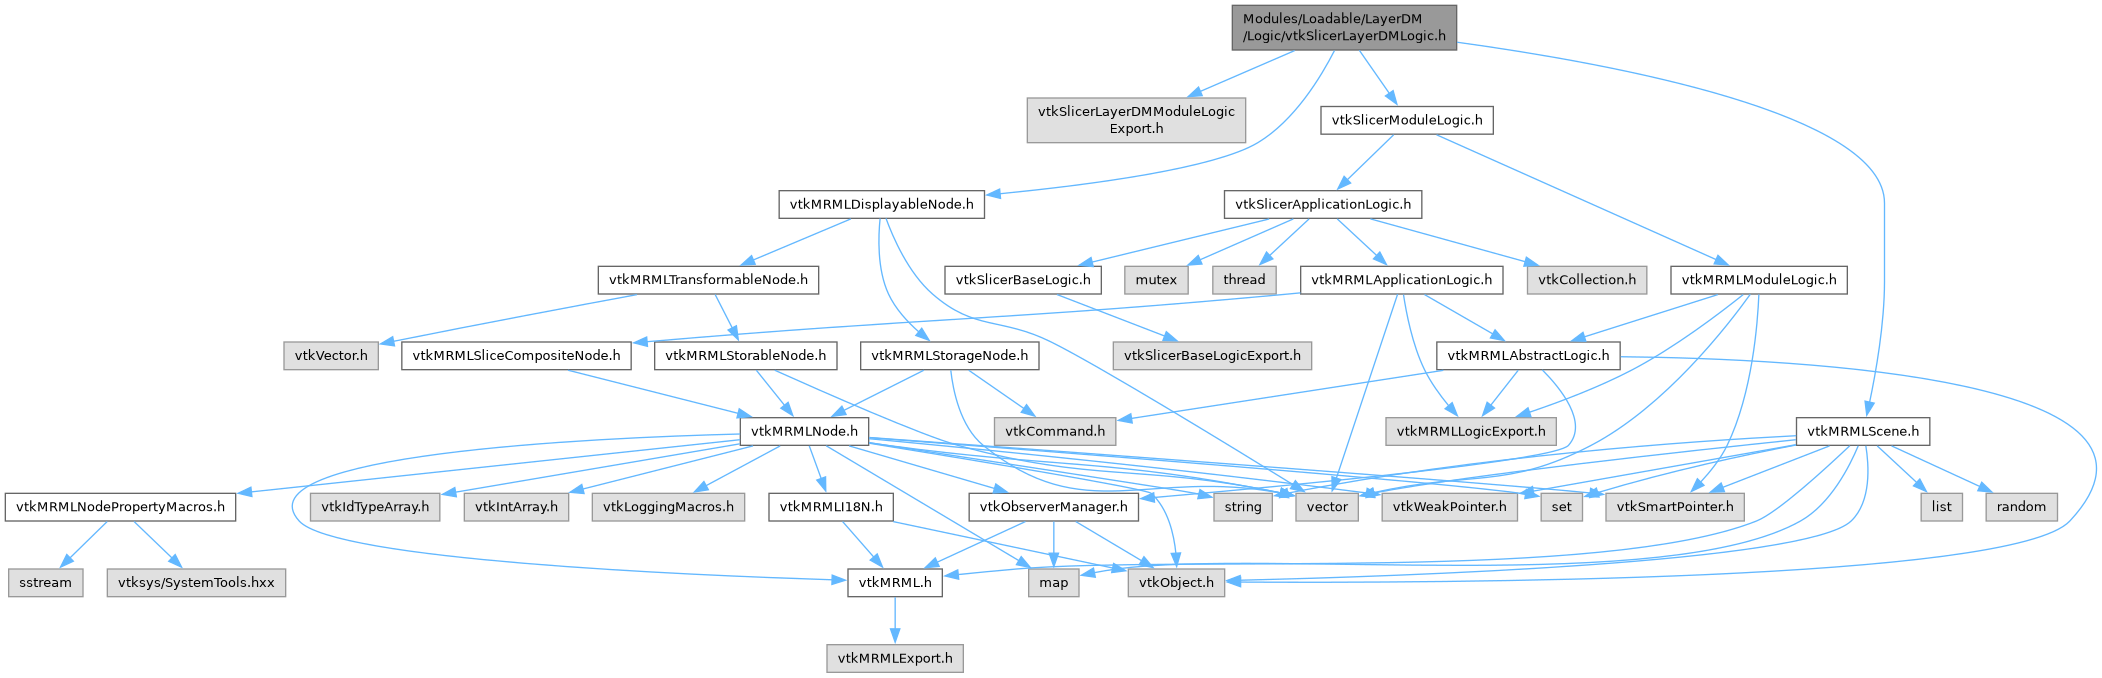 Modules/Loadable/LayerDM
/Logic/vtkSlicerLayerDMLogic.h
vtkSlicerLayerDMModuleLogic
Export.h
vtkSlicerModuleLogic.h
vtkMRMLDisplayableNode.h
vtkSlicerApplicationLogic.h
vtkMRMLTransformableNode.h
vtkSlicerBaseLogic.h
mutex
thread
vtkMRMLApplicationLogic.h
vtkCollection.h
vtkMRMLModuleLogic.h
vtkVector.h
vtkMRMLSliceCompositeNode.h
vtkMRMLStorableNode.h
vtkMRMLStorageNode.h
vtkSlicerBaseLogicExport.h
vtkMRMLAbstractLogic.h
vtkMRMLNode.h
vtkCommand.h
vtkMRMLLogicExport.h
vtkMRMLScene.h
vtkMRMLNodePropertyMacros.h
vtkIdTypeArray.h
vtkIntArray.h
vtkLoggingMacros.h
vtkMRMLI18N.h
vtkObserverManager.h
string
vector
vtkWeakPointer.h
set
vtkSmartPointer.h
list
random
sstream
vtksys/SystemTools.hxx
vtkMRML.h
map
vtkObject.h
vtkMRMLExport.h